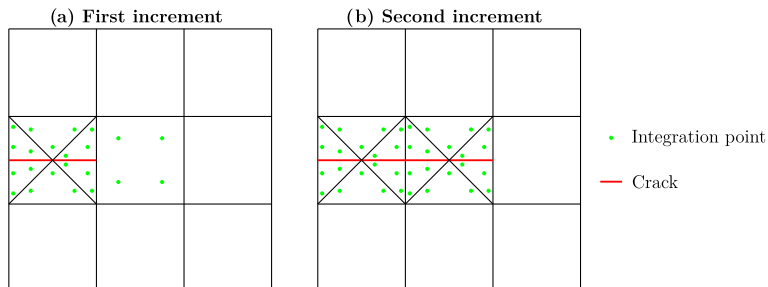 (a) First increment
(b) Second increment
Integration point
Crack